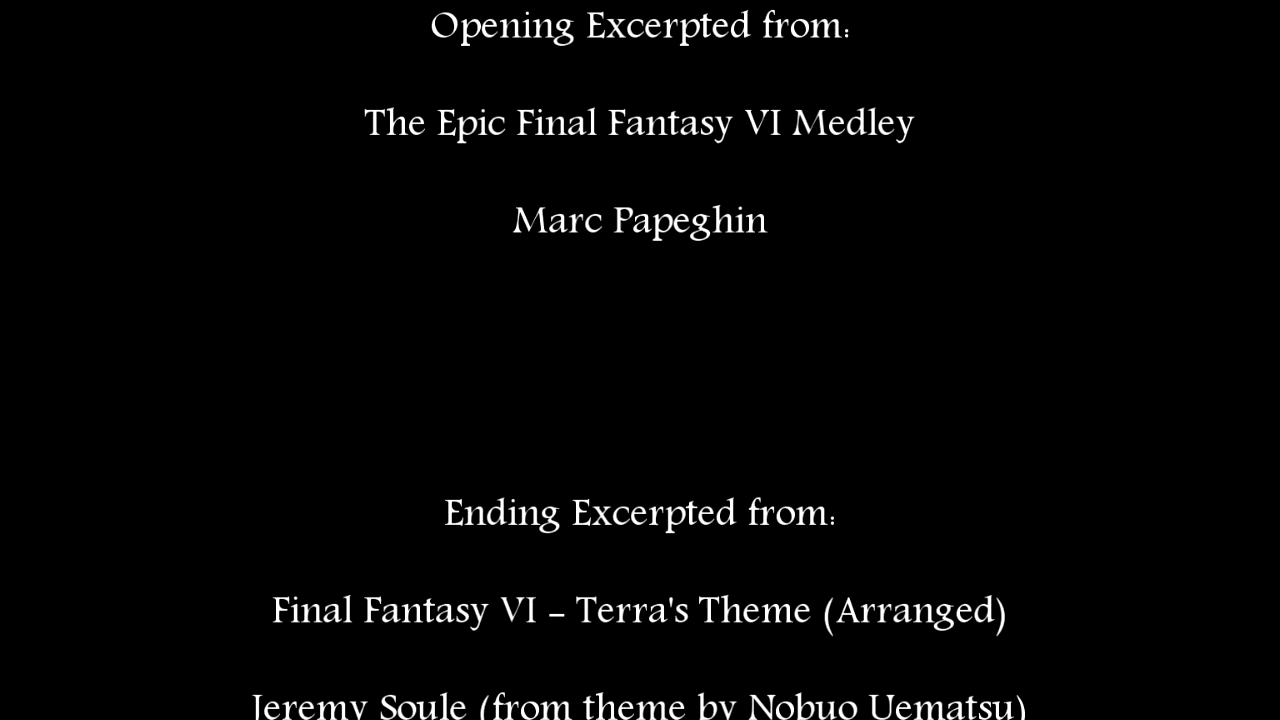 Opening Excerpted from:
The Epic Final Fantasy VI Medley
Marc Papeghin
Ending Excerpted from:
Final Fantasy VI – Terra's Theme (Arranged)
Jeremy Soule (from theme by Nobuo Uematsu)